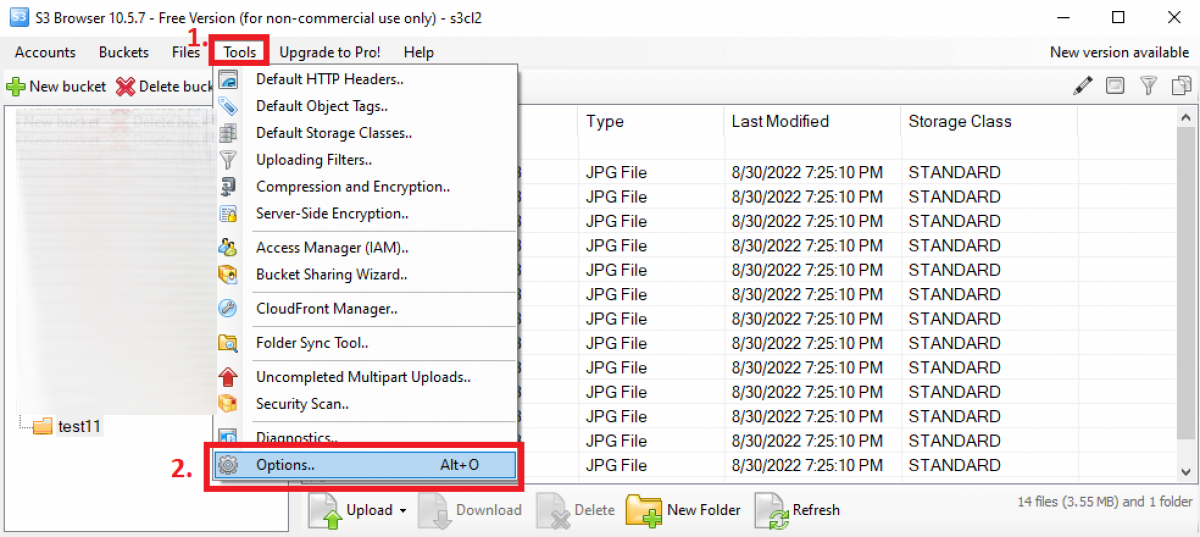 S3 S3 Browser 10.5.7 - Free Version (for non-commercial use only) - s3cl2
1.
Accounts Buckets Files Tools Upgrade to Pro! Help New version available
New bucket Delete buck
Default HTTP Headers..
Default Object Tags..
Default Storage Classes..
Uploading Filters..
Compression and Encryption..
Server-Side Encryption..
Access Manager (IAM)..
Bucket Sharing Wizard..
CloudFront Manager..
Folder Sync Tool..
Uncompleted Multipart Uploads..
Security Scan..
Diagnostics..
2. Options.. Alt+O
test11
Type Last Modified Storage Class
JPG File 8/30/2022 7:25:10 PM STANDARD
JPG File 8/30/2022 7:25:10 PM STANDARD
JPG File 8/30/2022 7:25:10 PM STANDARD
JPG File 8/30/2022 7:25:10 PM STANDARD
JPG File 8/30/2022 7:25:10 PM STANDARD
JPG File 8/30/2022 7:25:10 PM STANDARD
JPG File 8/30/2022 7:25:10 PM STANDARD
JPG File 8/30/2022 7:25:10 PM STANDARD
JPG File 8/30/2022 7:25:10 PM STANDARD
JPG File 8/30/2022 7:25:10 PM STANDARD
JPG File 8/30/2022 7:25:10 PM STANDARD
JPG File 8/30/2022 7:25:10 PM STANDARD
JPG File 8/30/2022 7:25:10 PM STANDARD
Upload Download Delete New Folder Refresh 14 files (3.55 MB) and 1 folder